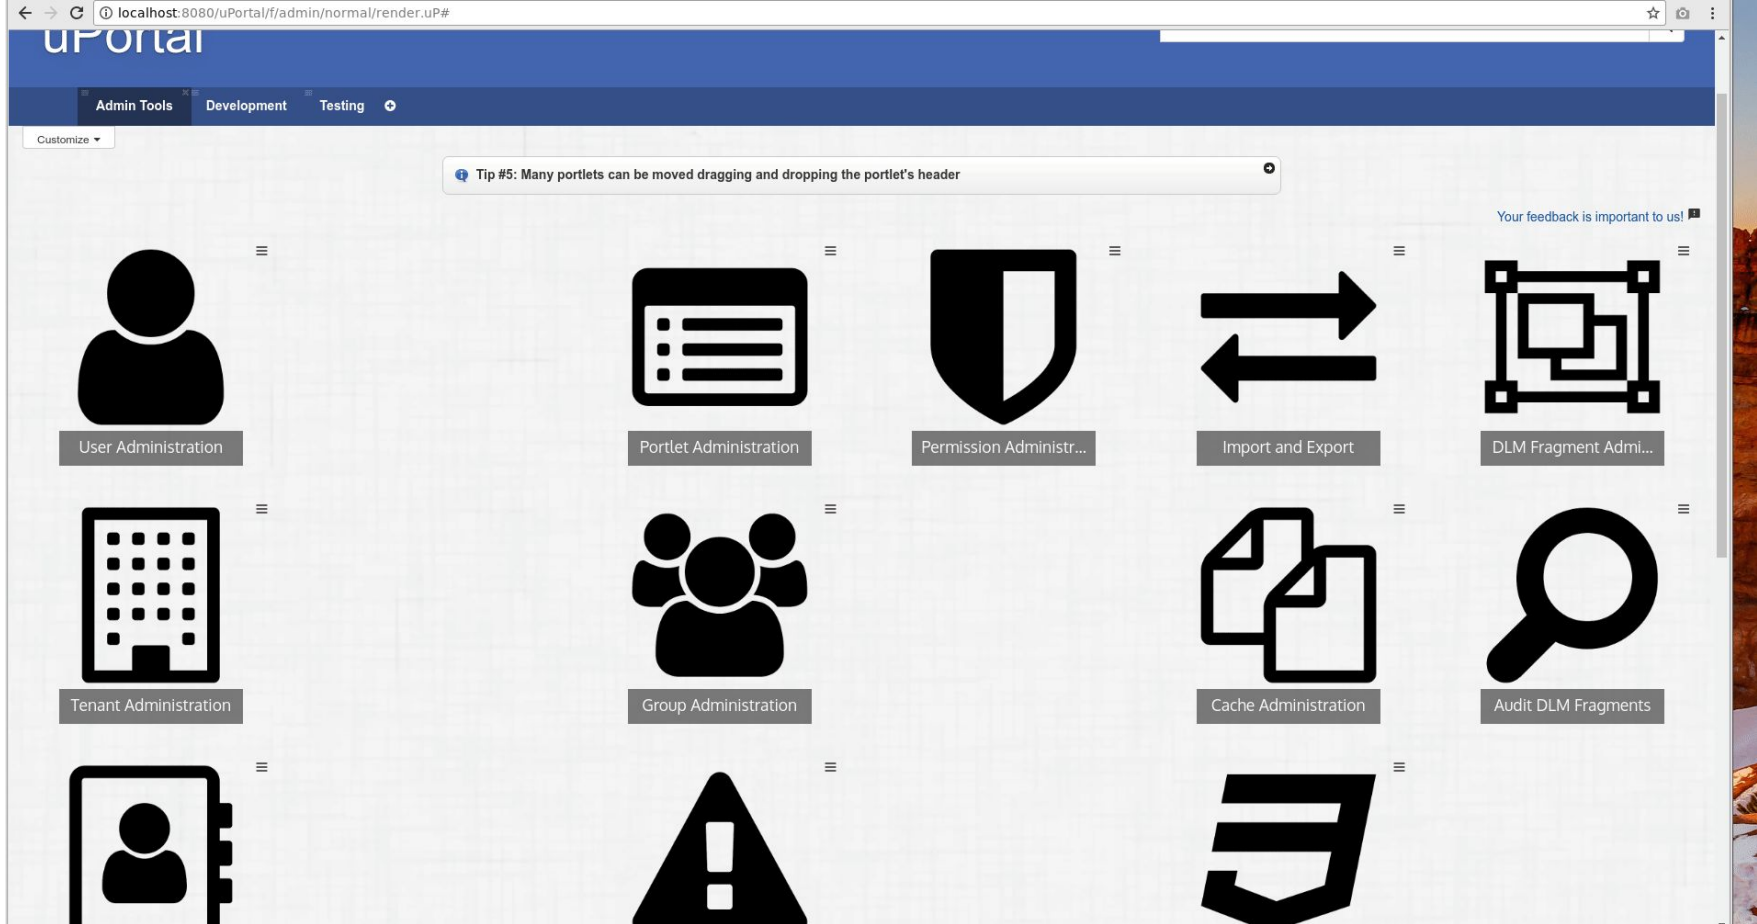 localhost:8080/uPortal/f/admin/normal/render.uP#
uPortal
Admin Tools Development Testing
Customize
Tip #5: Many portlets can be moved dragging and dropping the portlet's header
Your feedback is important to us!
User Administration Portlet Administration Permission Administr... Import and Export DLM Fragment Admi...
Tenant Administration Group Administration Cache Administration Audit DLM Fragments